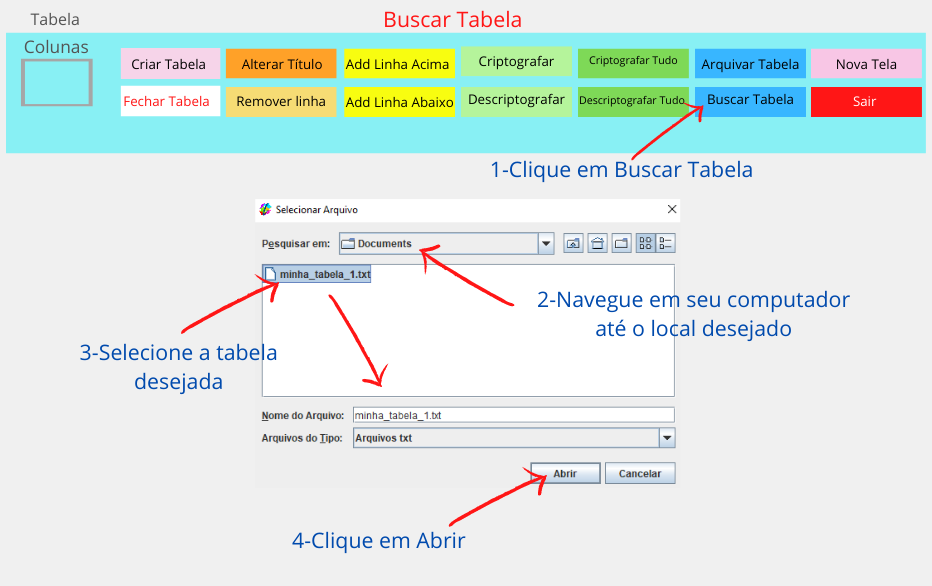 Tabela
Buscar Tabela
Colunas
Criar Tabela
Alterar Título
Add Linha Acima
Criptografar
Criptografar Tudo
Arquivar Tabela
Nova Tela
Fechar Tabela
Remover linha
Add Linha Abaixo
Descriptografar
Descriptografar Tudo
Buscar Tabela
Sair
1-Clique em Buscar Tabela
Selecionar Arquivo
Pesquisar em:
Documents
minha_tabela_1.txt
2-Navegue em seu computador
até o local desejado
3-Selecione a tabela
desejada
Nome do Arquivo:
minha_tabela_1.txt
Arquivos do Tipo:
Arquivos txt
Abrir
Cancelar
4-Clique em Abrir